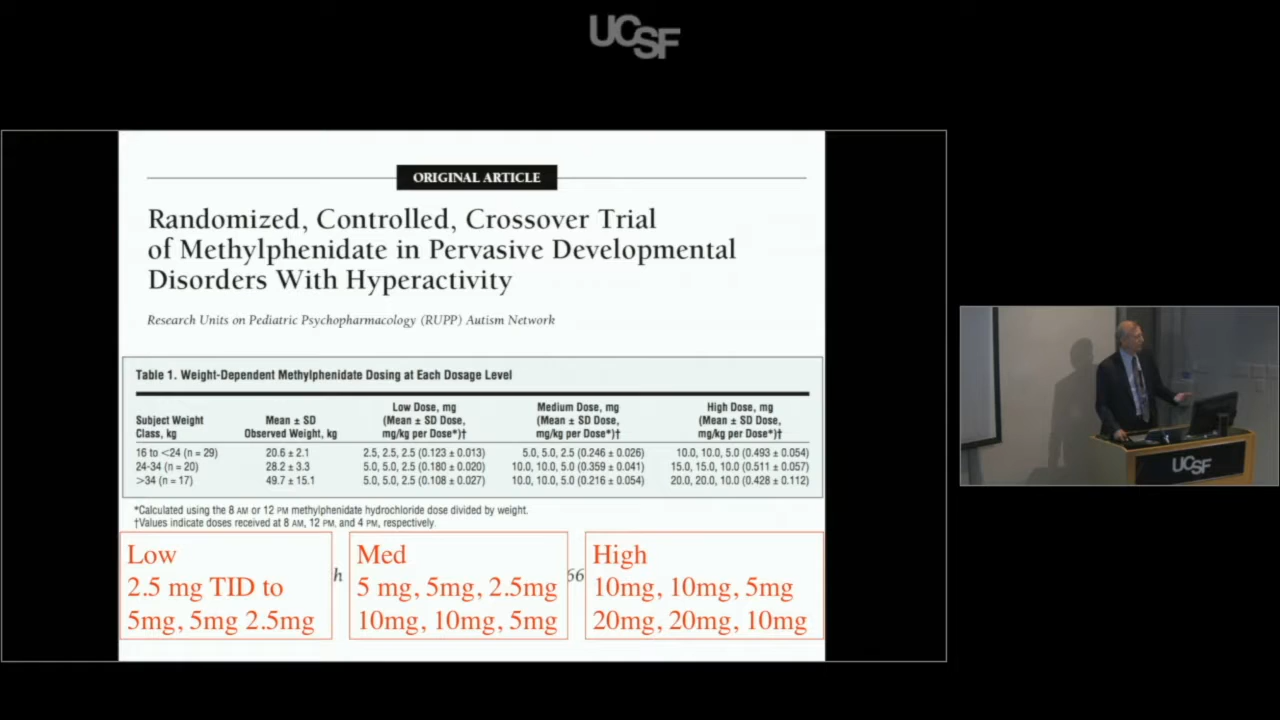 UCSF
ORIGINAL ARTICLE
Randomized, Controlled, Crossover Trial
of Methylphenidate in Pervasive Developmental
Disorders With Hyperactivity
Research Units on Pediatric Psychopharmacology (RUPP) Autism Network
Table 1. Weight-Dependent Methylphenidate Dosing at Each Dosage Level
Low Dose, mg Medium Dose, mg High Dose, mg
Subject Weight Mean ± SD (Mean ± SD Dose, (Mean ± SD Dose, (Mean ± SD Dose,
Class, kg Observed Weight, kg mg/kg per Dose*)† mg/kg per Dose*)† mg/kg per Dose*)†
16 to <24 (n = 29) 20.6 ± 2.1 2.5, 2.5, 2.5 (0.123 ± 0.013) 5.0, 5.0, 2.5 (0.246 ± 0.026) 10.0, 10.0, 5.0 (0.493 ± 0.054)
24-34 (n = 20) 28.2 ± 3.3 5.0, 5.0, 2.5 (0.180 ± 0.020) 10.0, 10.0, 5.0 (0.359 ± 0.041) 15.0, 15.0, 10.0 (0.511 ± 0.057)
>34 (n = 17) 49.7 ± 15.1 5.0, 5.0, 2.5 (0.108 ± 0.027) 10.0, 10.0, 5.0 (0.216 ± 0.054) 20.0, 20.0, 10.0 (0.428 ± 0.112)
*Calculated using the 8 AM or 12 PM methylphenidate hydrochloride dose divided by weight.
†Values indicate doses received at 8 AM, 12 PM, and 4 PM, respectively.
Low
2.5 mg TID to
5mg, 5mg 2.5mg
h
Med
5 mg, 5mg, 2.5mg
10mg, 10mg, 5mg
66
High
10mg, 10mg, 5mg
20mg, 20mg, 10mg
UCSF